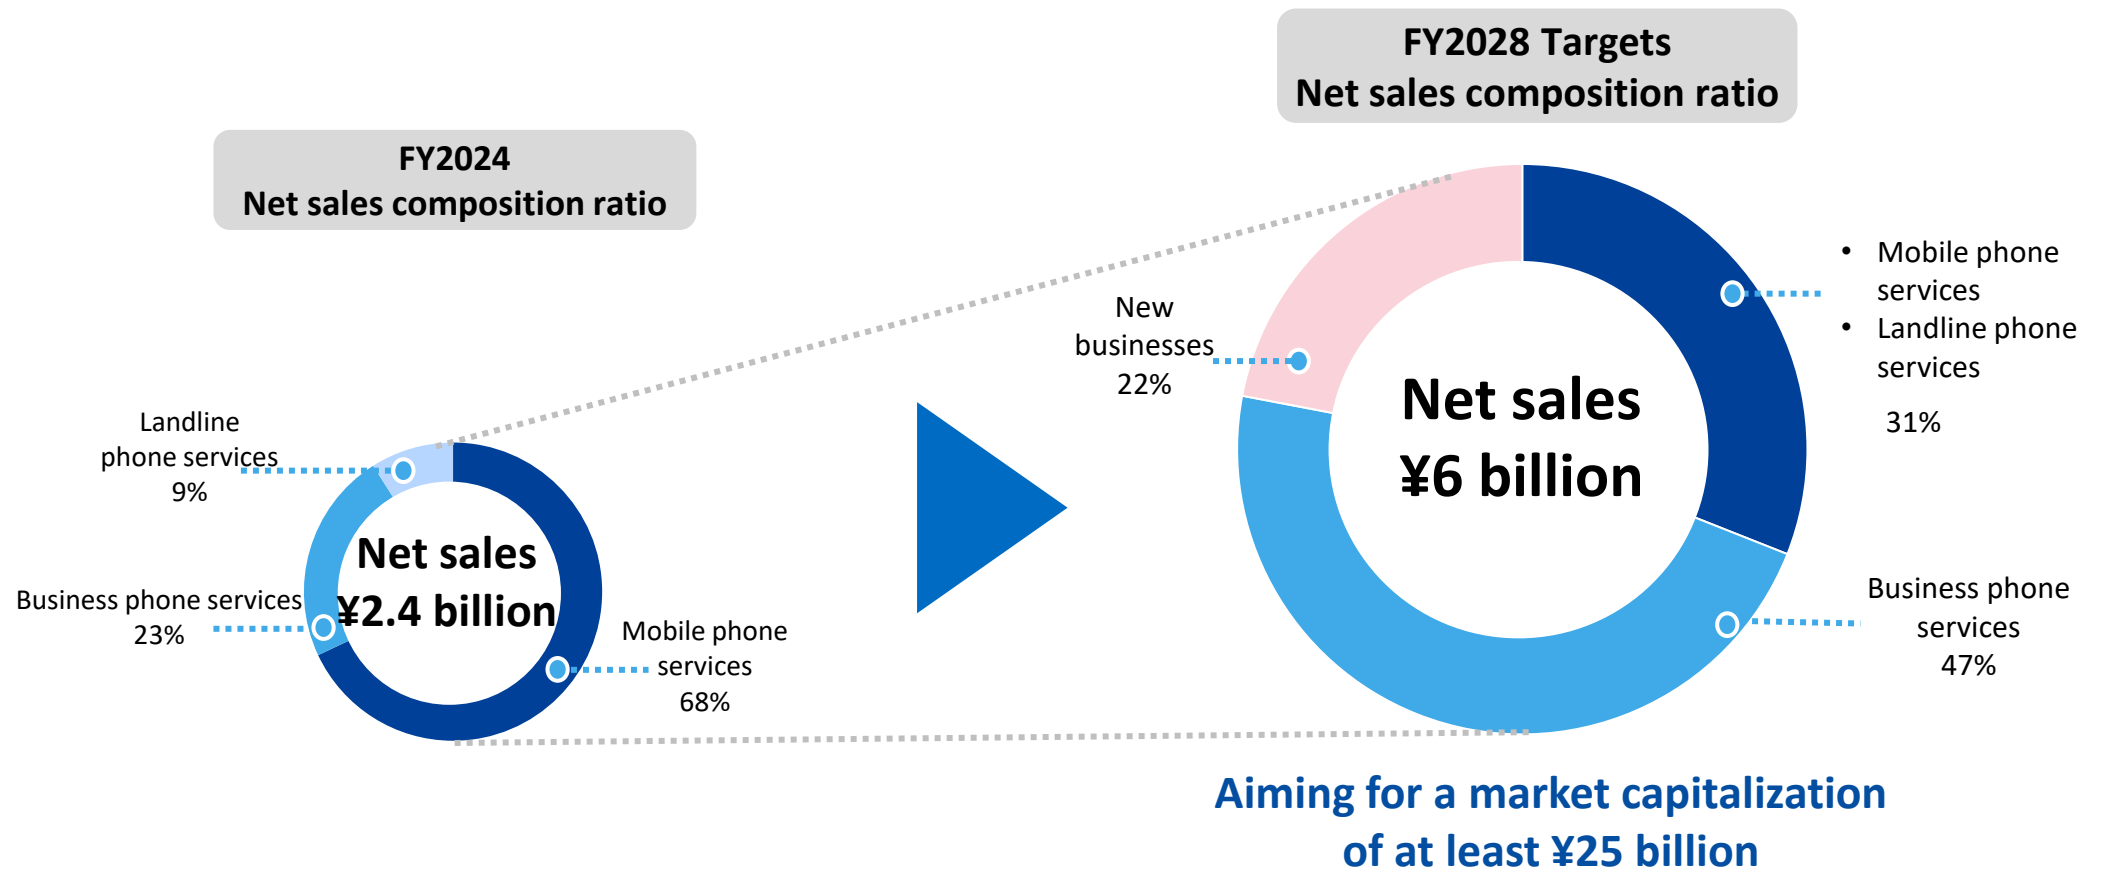 FY2024
Net sales composition ratio
Landline
phone services
9%
Business phone services
23%
Net sales
¥2.4 billion
Mobile phone
services
68%
FY2028 Targets
Net sales composition ratio
New
businesses
22%
Net sales
¥6 billion
• Mobile phone
services
• Landline phone
services
31%
Business phone
services
47%
Aiming for a market capitalization
of at least ¥25 billion